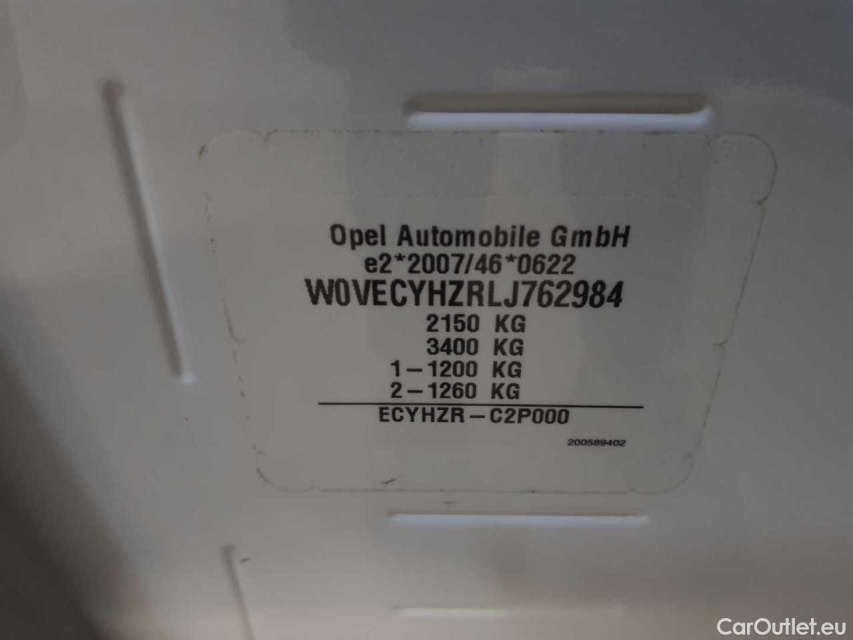 Opel Automobile GmbH
e2*2007/46*0622
W0VECYHZRLJ762984
2150 KG
3400 KG
1-1200 KG
2-1260 KG
ECYHZR-C2P000
200589402
CarOutlet.eu